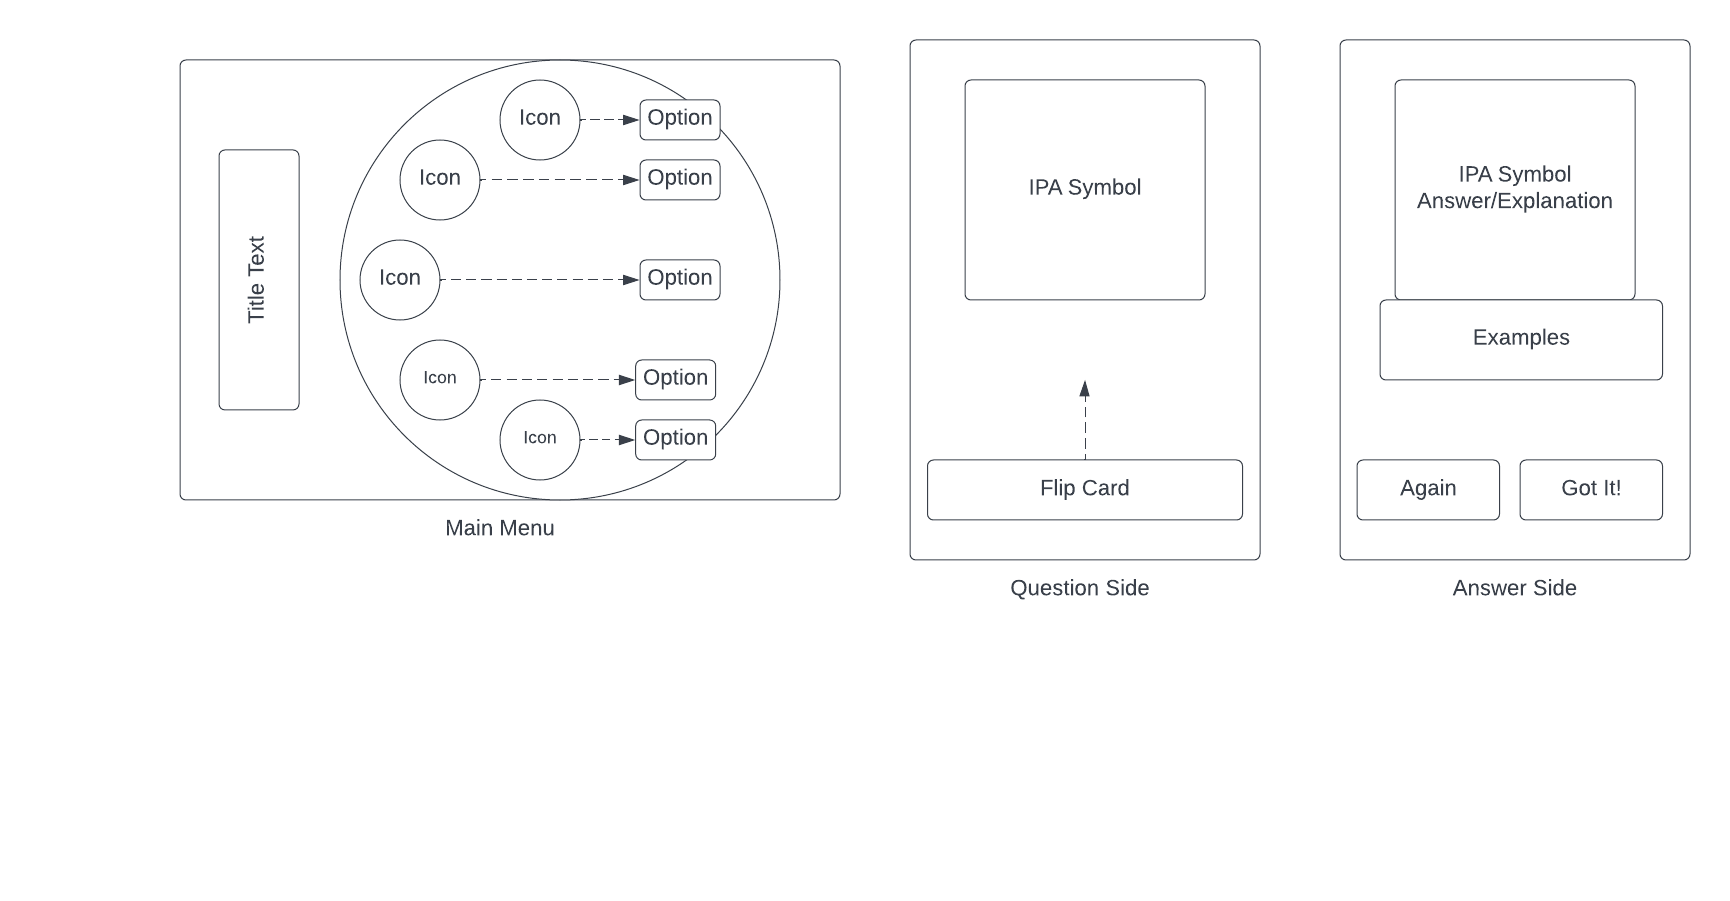 Title Text
Icon
Option
Icon
Option
Icon
Option
Icon
Option
Icon
Option
Main Menu
IPA Symbol
Flip Card
Question Side
IPA Symbol
Answer/Explanation
Examples
Again
Got It!
Answer Side